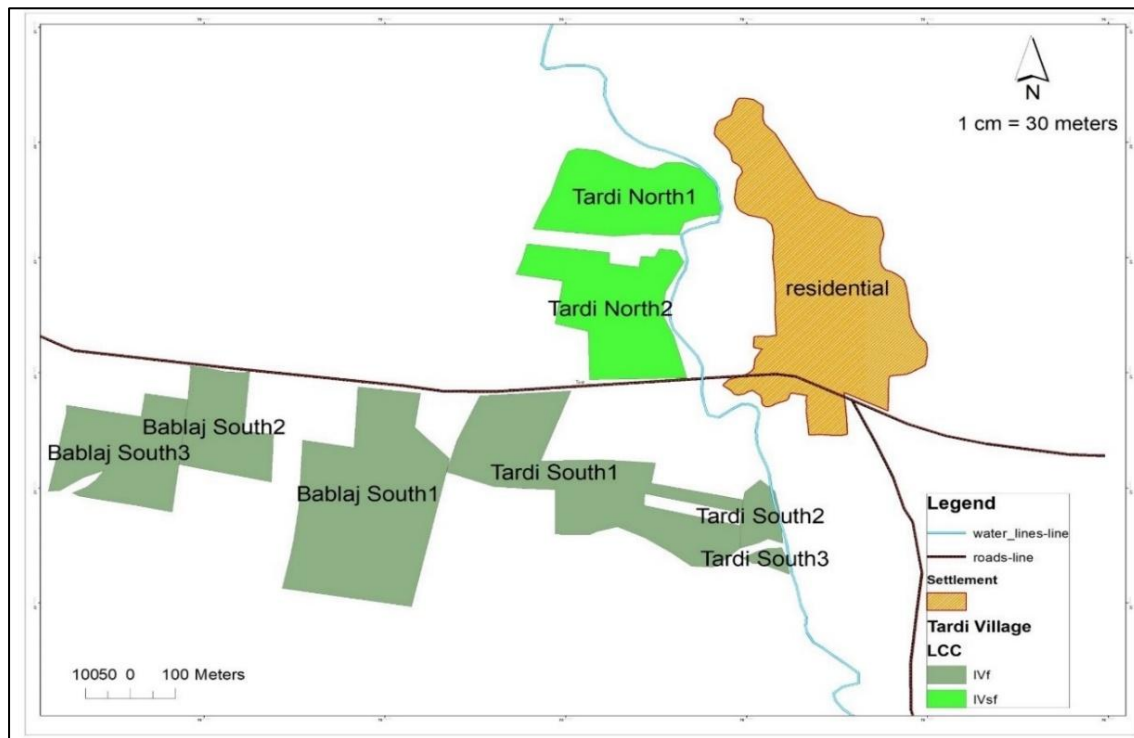 N
1 cm = 30 meters
Tardi North1
residential
Tardi North2
Bablaj South2
Bablaj South3
Tardi South1
Bablaj South1
Tardi South2
Tardi South3
Legend
water_lines-line
roads-line
Settlement
Tardi Village
LCC
IVf
IVsf
10050 0 100 Meters